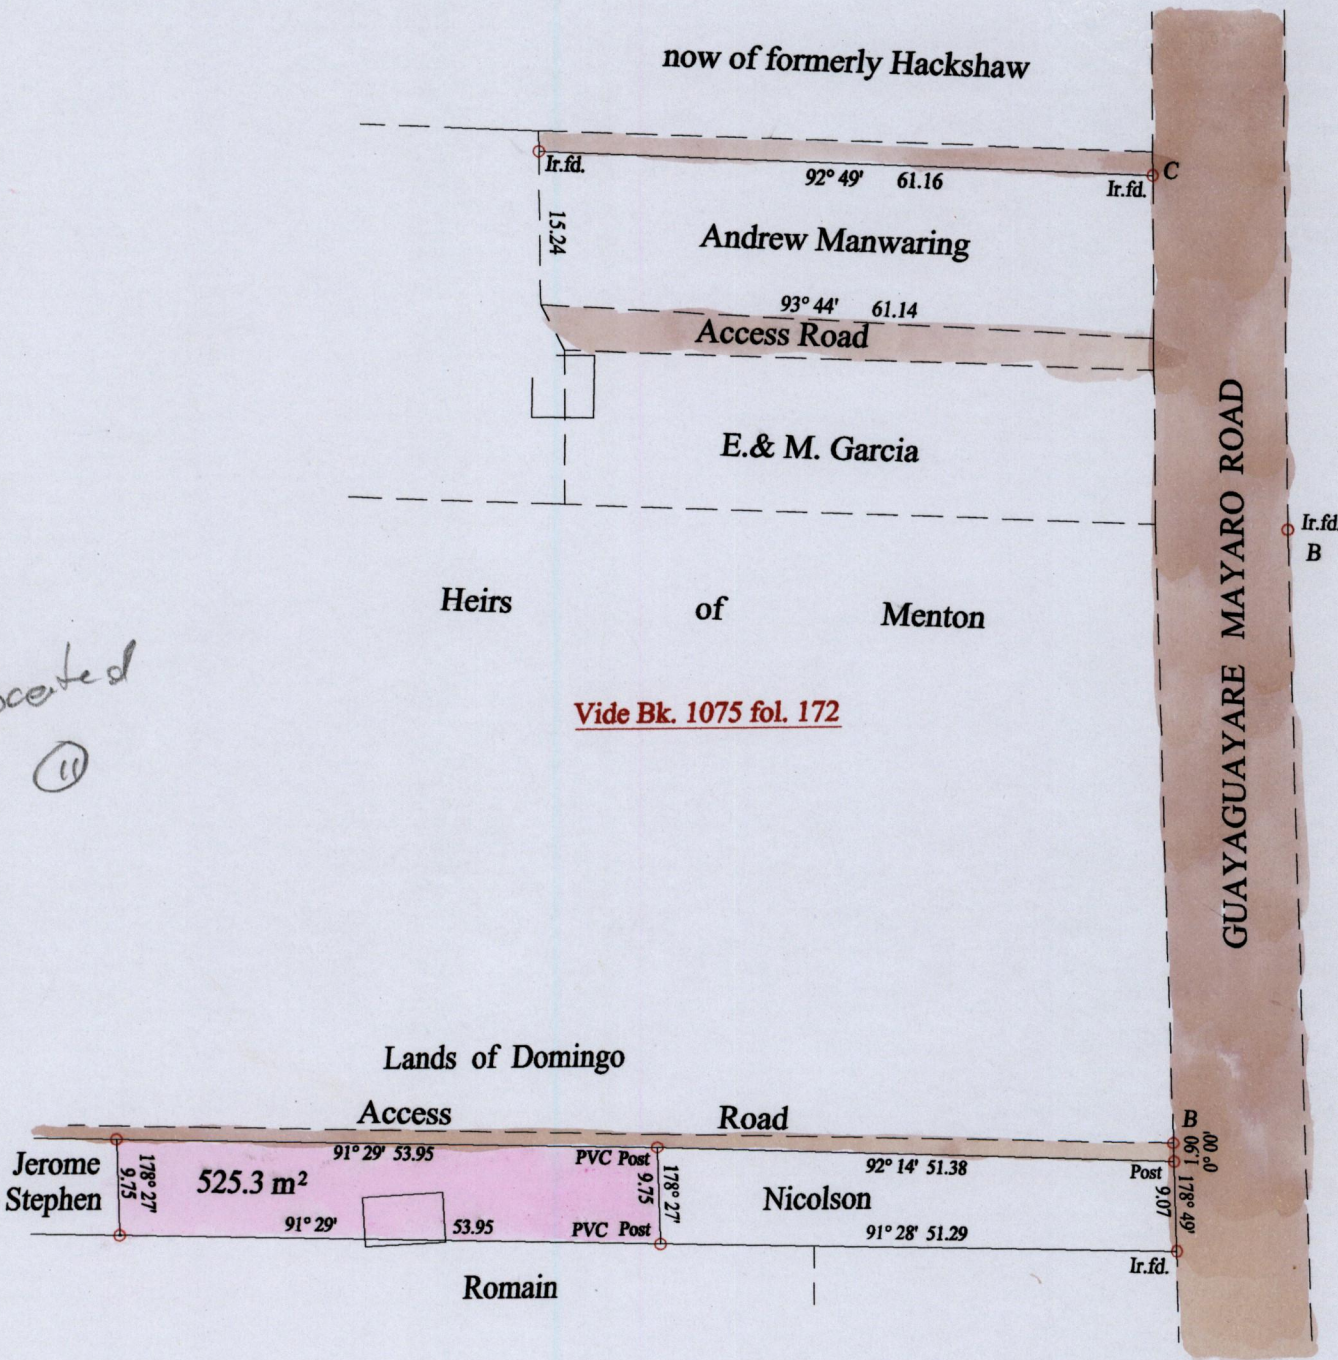 now of formerly Hackshaw
Ir.fd.
92° 49' 61.16
Ir.fd.
C
15.24
Andrew Manwaring
93° 44' 61.14
Access Road
E.& M. Garcia
GUAYAGUAYARE MAYARO ROAD
Ir.fd
B
Heirs of Menton
Vide Bk. 1075 fol. 172
11
Lands of Domingo
Access Road
B
0° 00'
1.90
Jerome
Stephen
178° 27'
9.75
525.3 m²
91° 29' 53.95
PVC Post
9.75
178° 27'
92° 14' 51.38
Post
9.07
178° 49'
Nicolson
91° 29' 53.95
PVC Post
91° 28' 51.29
Ir.fd.
Romain